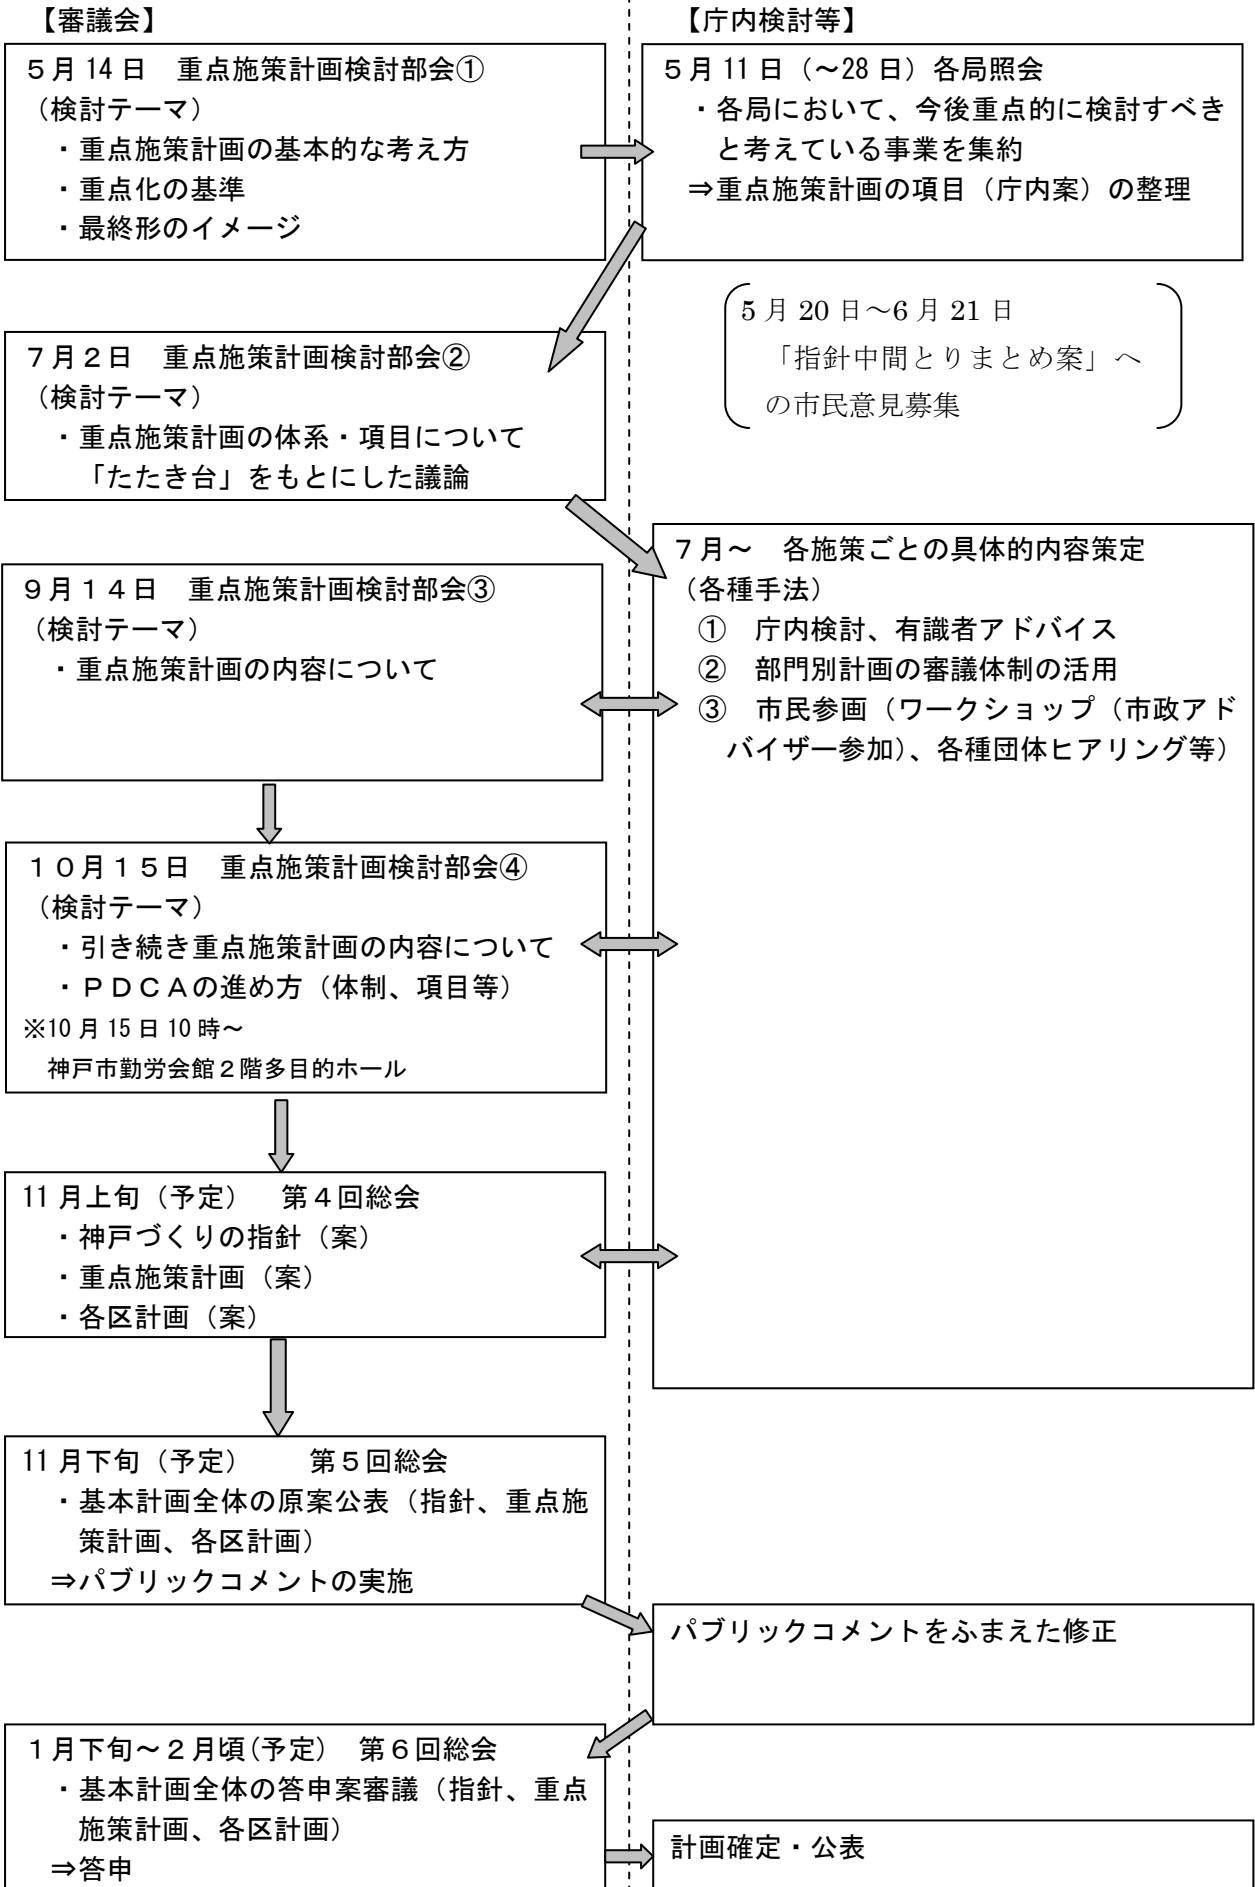 【審議会】
【庁内検討等】
５月14日　重点施策計画検討部会①
（検討テーマ）
・重点施策計画の基本的な考え方
・重点化の基準
・最終形のイメージ
５月11日（～28日）各局照会
・各局において、今後重点的に検討すべき
と考えている事業を集約
⇒重点施策計画の項目（庁内案）の整理
5月20日～6月21日
「指針中間とりまとめ案」へ
の市民意見募集
７月２日　重点施策計画検討部会②
（検討テーマ）
・重点施策計画の体系・項目について
「たたき台」をもとにした議論
７月～　各施策ごとの具体的内容策定
（各種手法）
①　庁内検討、有識者アドバイス
②　部門別計画の審議体制の活用
③　市民参画（ワークショップ（市政アド
バイザー参加）、各種団体ヒアリング等）
９月１４日　重点施策計画検討部会③
（検討テーマ）
・重点施策計画の内容について
１０月１５日　重点施策計画検討部会④
（検討テーマ）
・引き続き重点施策計画の内容について
・ＰＤＣＡの進め方（体制、項目等）
※10月15日10時～
神戸市勤労会館２階多目的ホール
11月上旬（予定）　第４回総会
・神戸づくりの指針（案）
・重点施策計画（案）
・各区計画（案）
11月下旬（予定）　　第５回総会
・基本計画全体の原案公表（指針、重点施
策計画、各区計画）
⇒パブリックコメントの実施
パブリックコメントをふまえた修正
１月下旬～２月頃(予定)　第６回総会
・基本計画全体の答申案審議（指針、重点
施策計画、各区計画）
⇒答申
計画確定・公表